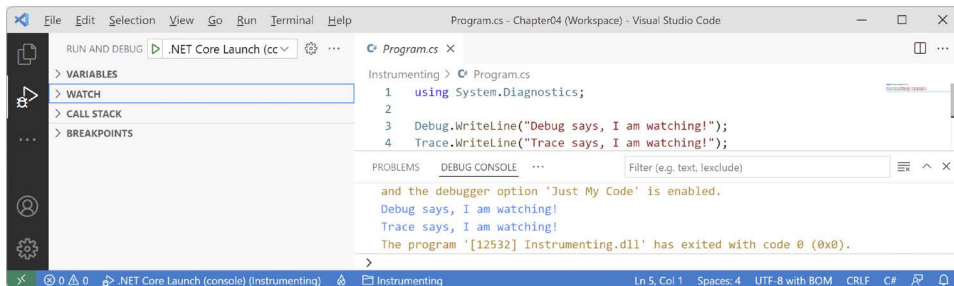 File Edit Selection View Go Run Terminal Help Program.cs - Chapter04 (Workspace) - Visual Studio Code
RUN AND DEBUG .NET Core Launch (cc
VARIABLES
WATCH
CALL STACK
BREAKPOINTS
C# Program.cs
Instrumenting > C# Program.cs
1 using System.Diagnostics;
2
3 Debug.WriteLine("Debug says, I am watching!");
4 Trace.WriteLine("Trace says, I am watching!");
PROBLEMS DEBUG CONSOLE ... Filter (e.g. text, !exclude)
and the debugger option 'Just My Code' is enabled.
Debug says, I am watching!
Trace says, I am watching!
The program '[12532] Instrumenting.dll' has exited with code 0 (0x0).
>
0 0 .NET Core Launch (console) (Instrumenting) Instrumenting Ln 5, Col 1 Spaces: 4 UTF-8 with BOM CRLF C#